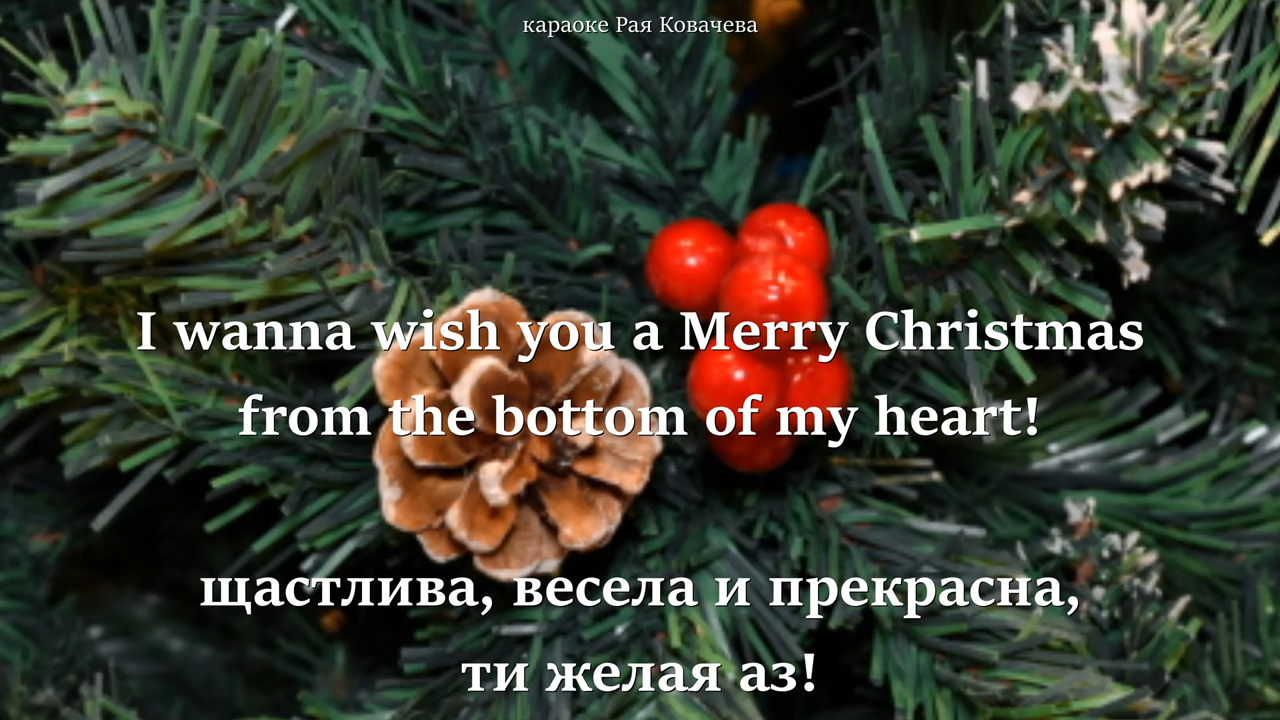 караоке Рая Ковачева
I wanna wish you a Merry Christmas
from the bottom of my heart!
щастлива, весела и прекрасна,
ти желая аз!